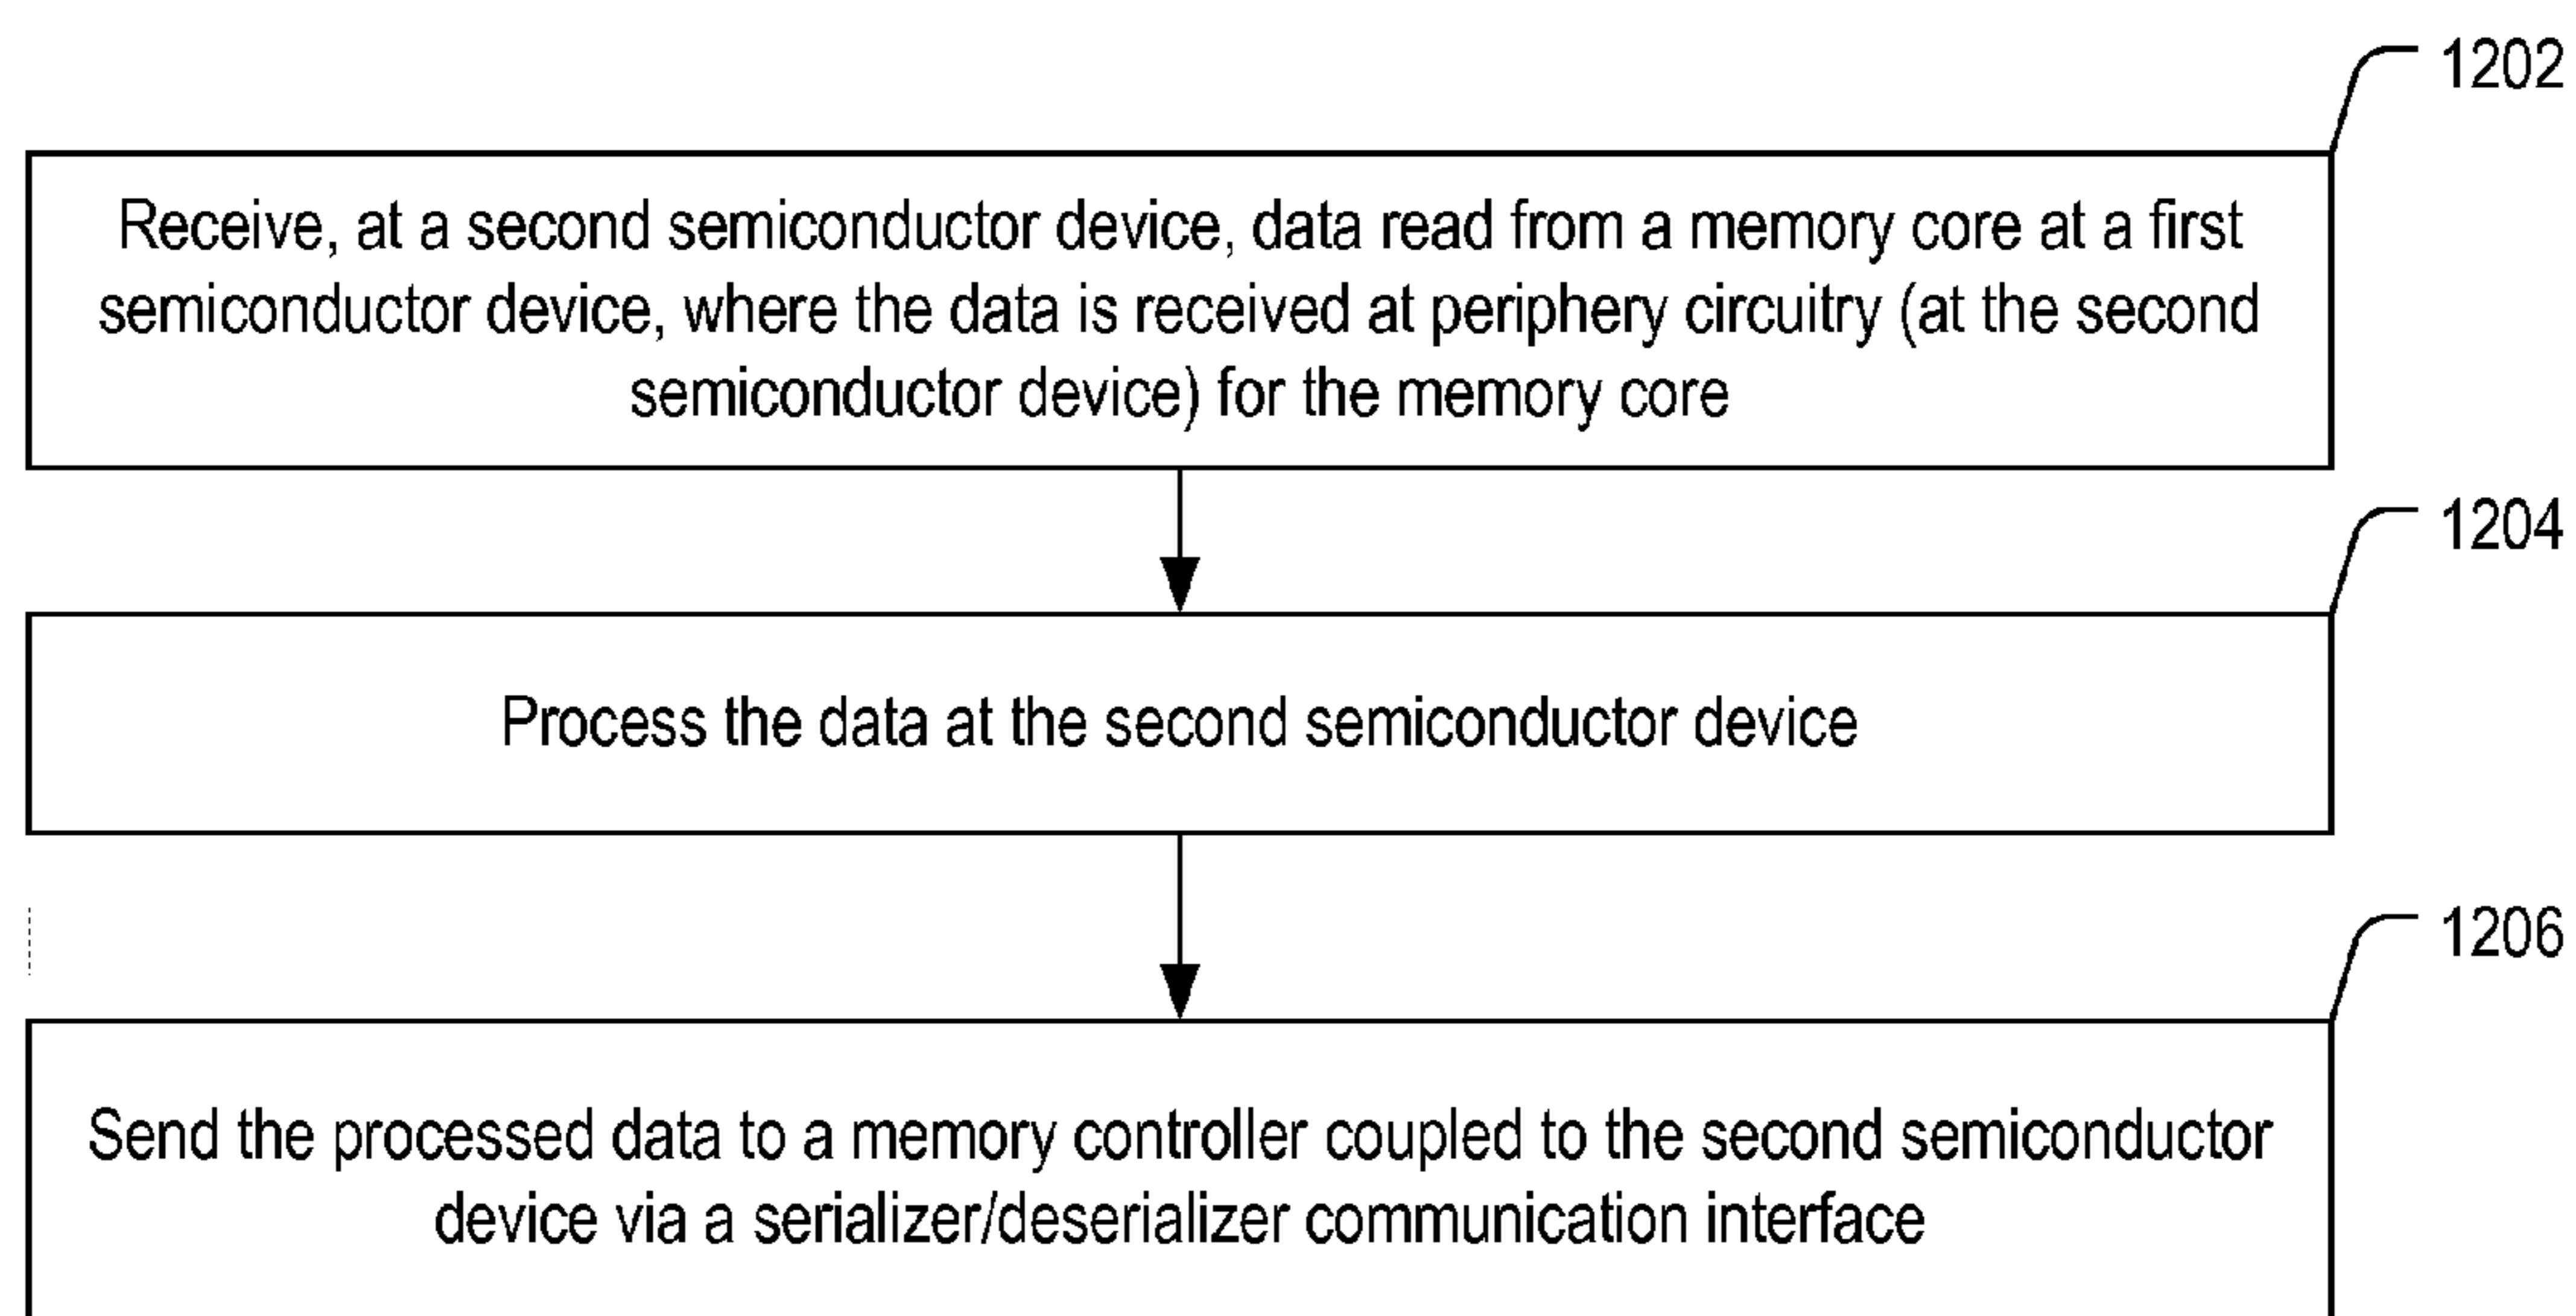 1202
Receive, at a second semiconductor device, data read from a memory core at a first
semiconductor device, where the data is received at periphery circuitry (at the second
semiconductor device) for the memory core
1204
Process the data at the second semiconductor device
1206
Send the processed data to a memory controller coupled to the second semiconductor
device via a serializer/deserializer communication interface